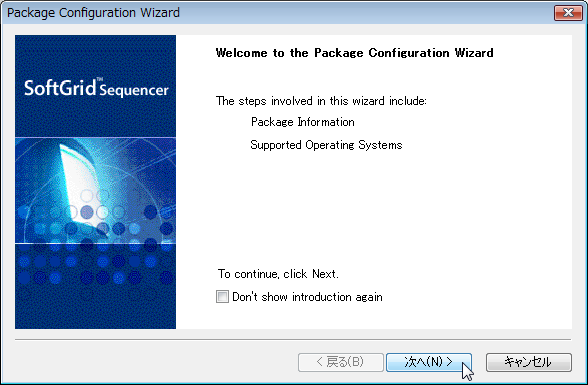 Package Configuration Wizard
SoftGrid™ Sequencer
Welcome to the Package Configuration Wizard
The steps involved in this wizard include:
Package Information
Supported Operating Systems
To continue, click Next.
Don't show introduction again
< 戻る(B)
次へ(N) >
キャンセル